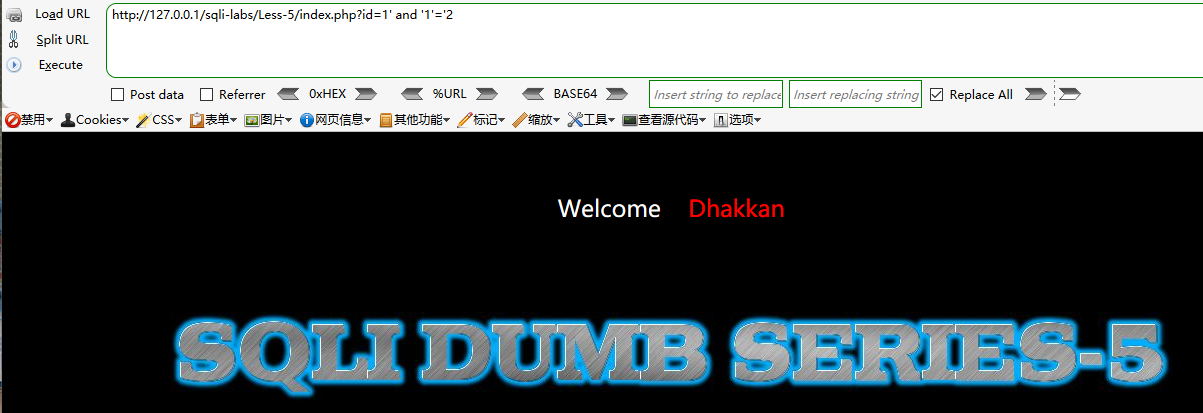 Load URL
http://127.0.0.1/sqli-labs/Less-5/index.php?id=1' and '1'='2
Split URL
Execute
Post data Referrer 0xHEX %URL BASE64 Insert string to replace Insert replacing string Replace All
禁用 Cookies CSS 表单 图片 网页信息 其他功能 标记 缩放 工具 查看源代码 选项
Welcome Dhakkan
SQLI DUMB SERIES-5